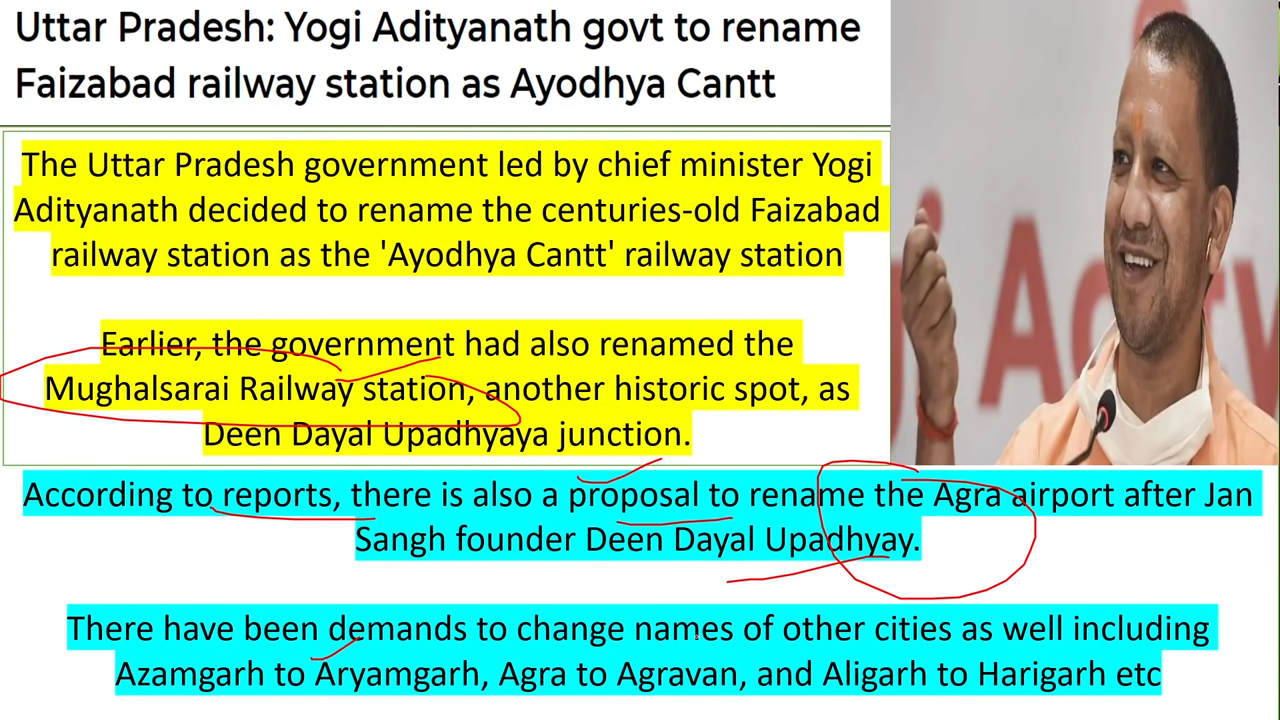 Uttar Pradesh: Yogi Adityanath govt to rename
Faizabad railway station as Ayodhya Cantt
The Uttar Pradesh government led by chief minister Yogi
Adityanath decided to rename the centuries-old Faizabad
railway station as the 'Ayodhya Cantt' railway station
Earlier, the government had also renamed the
Mughalsarai Railway station, another historic spot, as
Deen Dayal Upadhyaya junction.
According to reports, there is also a proposal to rename the Agra airport after Jan
Sangh founder Deen Dayal Upadhyay.
There have been demands to change names of other cities as well including
Azamgarh to Aryamgarh, Agra to Agravan, and Aligarh to Harigarh etc